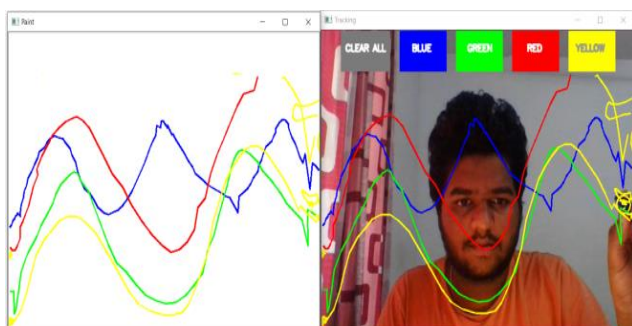 Paint
Tracking
CLEAR ALL
BLUE
GREEN
RED
YELLOW